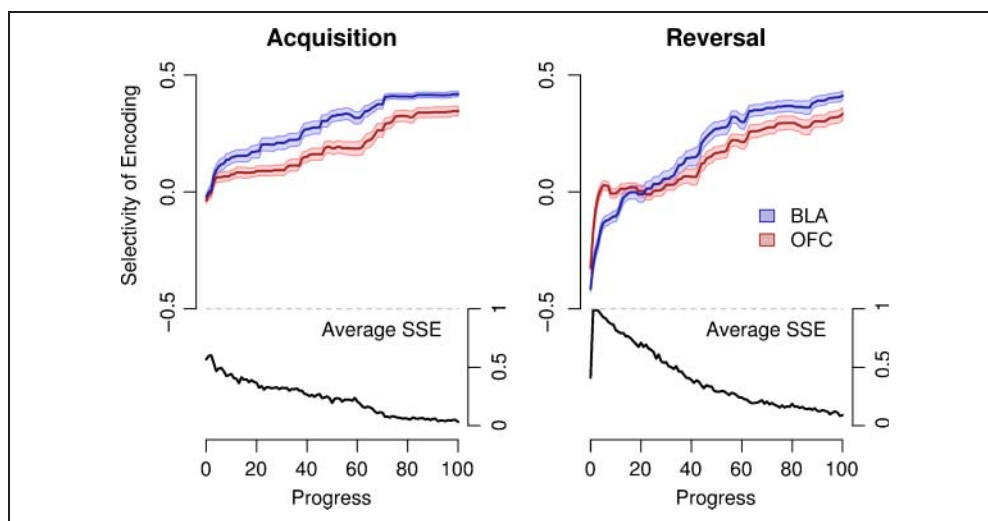 Acquisition
Reversal
Selectivity of Encoding
0.5
0.0
−0.5
0.5
0.0
−0.5
BLA
OFC
Average SSE
1
0.5
0
Average SSE
1
0.5
0
0 20 40 60 80 100
Progress
0 20 40 60 80 100
Progress